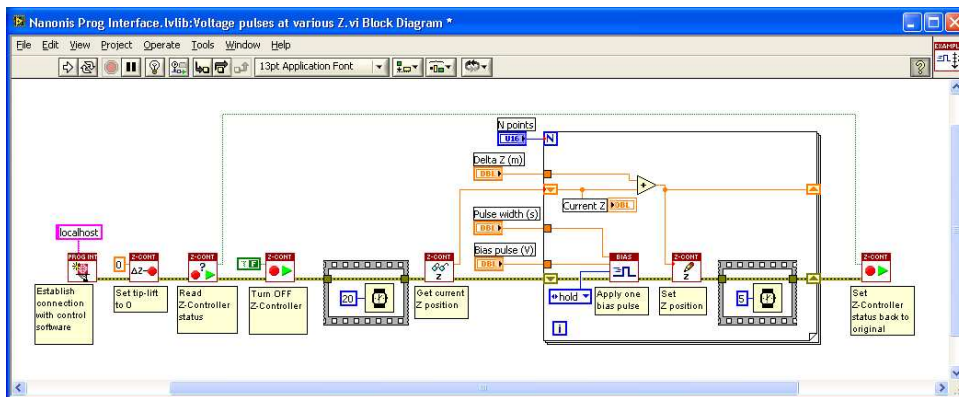 Nanonis Prog Interface.lvlib:Voltage pulses at various Z.vi Block Diagram *
File Edit View Project Operate Tools Window Help
13pt Application Font
?
EXAMPL
N points
U16
N
Delta Z (m)
DBL
Current Z
DBL
Pulse width (s)
DBL
Bias pulse (V)
DBL
localhost
PROG INT
0
Z-CONT
ΔZ
Z-CONT
?
T F
Z-CONT
20
Z-CONT
Z
BIAS
hold
Z-CONT
Z
5
Z-CONT
i
Establish
connection
with control
software
Set tip-lift
to 0
Read
Z-Controller
status
Turn OFF
Z-Controller
Get current
Z position
Apply one
bias pulse
Set
Z position
Set
Z-Controller
status back to
original